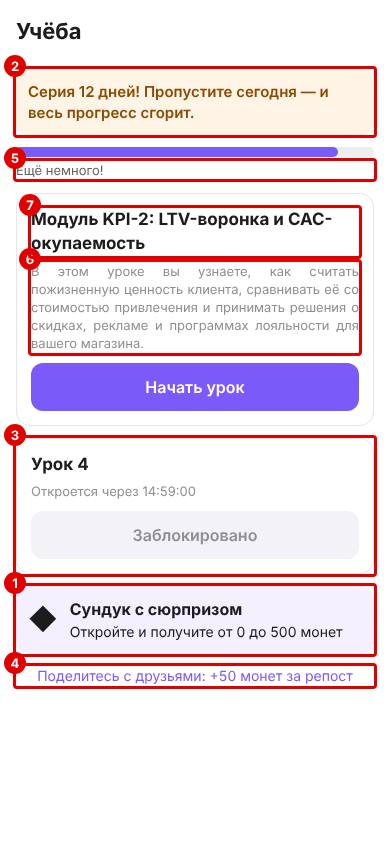 Учёба
2
Серия 12 дней! Пропустите сегодня — и
весь прогресс сгорит.
5
Ещё немного!
7
Модуль KPI-2: LTV-воронка и CAC-
окупаемость
6
В этом уроке вы узнаете, как считать
пожизненную ценность клиента, сравнивать её со
стоимостью привлечения и принимать решения о
скидках, рекламе и программах лояльности для
вашего магазина.
Начать урок
3
Урок 4
Откроется через 14:59:00
Заблокировано
1
Сундук с сюрпризом
Откройте и получите от 0 до 500 монет
4
Поделитесь с друзьями: +50 монет за репост